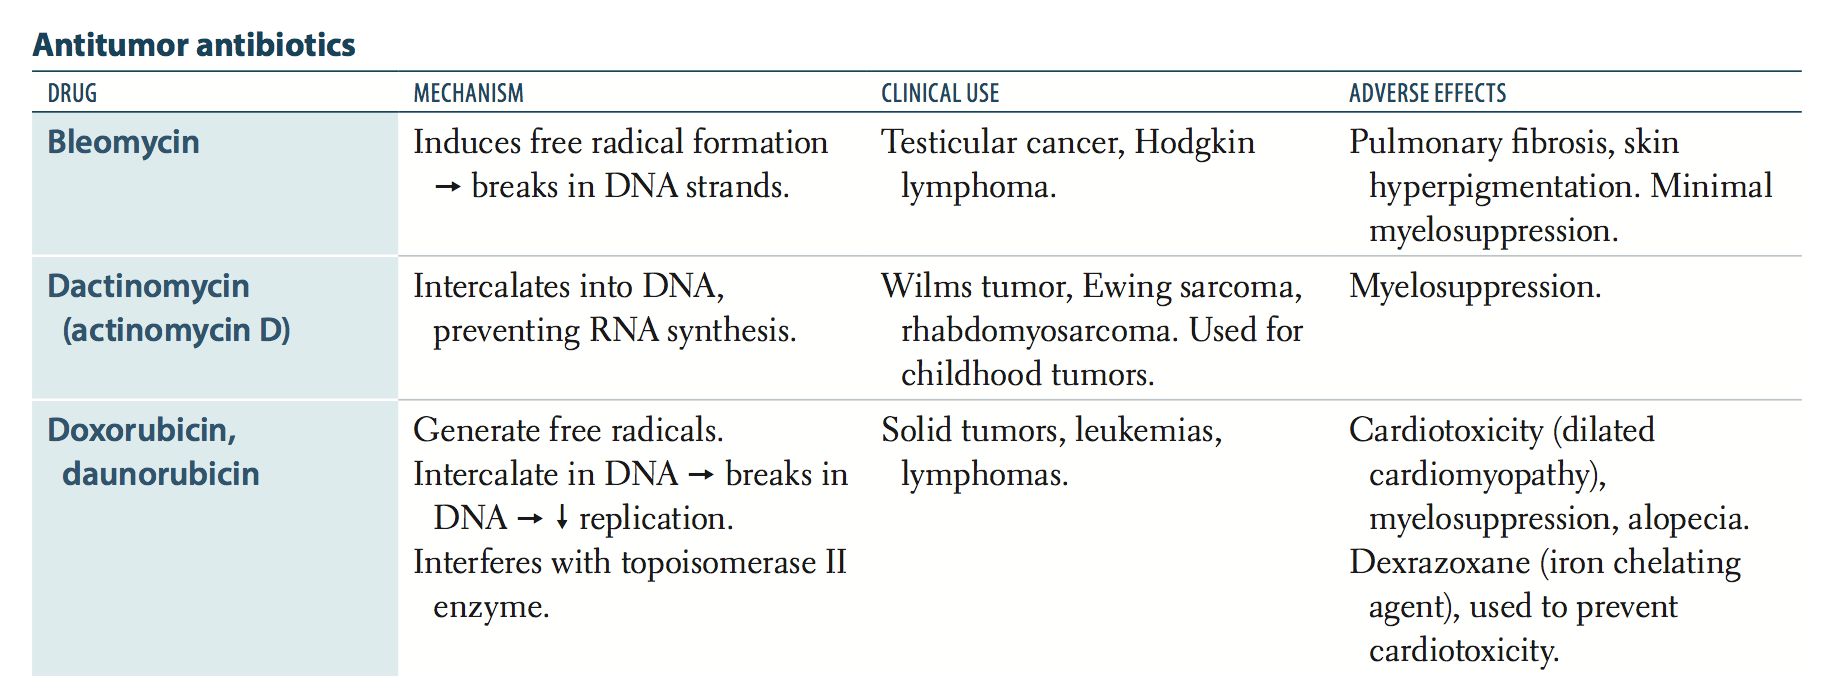 Antitumor antibiotics
DRUG MECHANISM CLINICAL USE ADVERSE EFFECTS
Bleomycin
Induces free radical formation
→ breaks in DNA strands.
Testicular cancer, Hodgkin
lymphoma.
Pulmonary fibrosis, skin
hyperpigmentation. Minimal
myelosuppression.
Dactinomycin
(actinomycin D)
Intercalates into DNA,
preventing RNA synthesis.
Wilms tumor, Ewing sarcoma,
rhabdomyosarcoma. Used for
childhood tumors.
Myelosuppression.
Doxorubicin,
daunorubicin
Generate free radicals.
Intercalate in DNA → breaks in
DNA → ↓ replication.
Interferes with topoisomerase II
enzyme.
Solid tumors, leukemias,
lymphomas.
Cardiotoxicity (dilated
cardiomyopathy),
myelosuppression, alopecia.
Dexrazoxane (iron chelating
agent), used to prevent
cardiotoxicity.